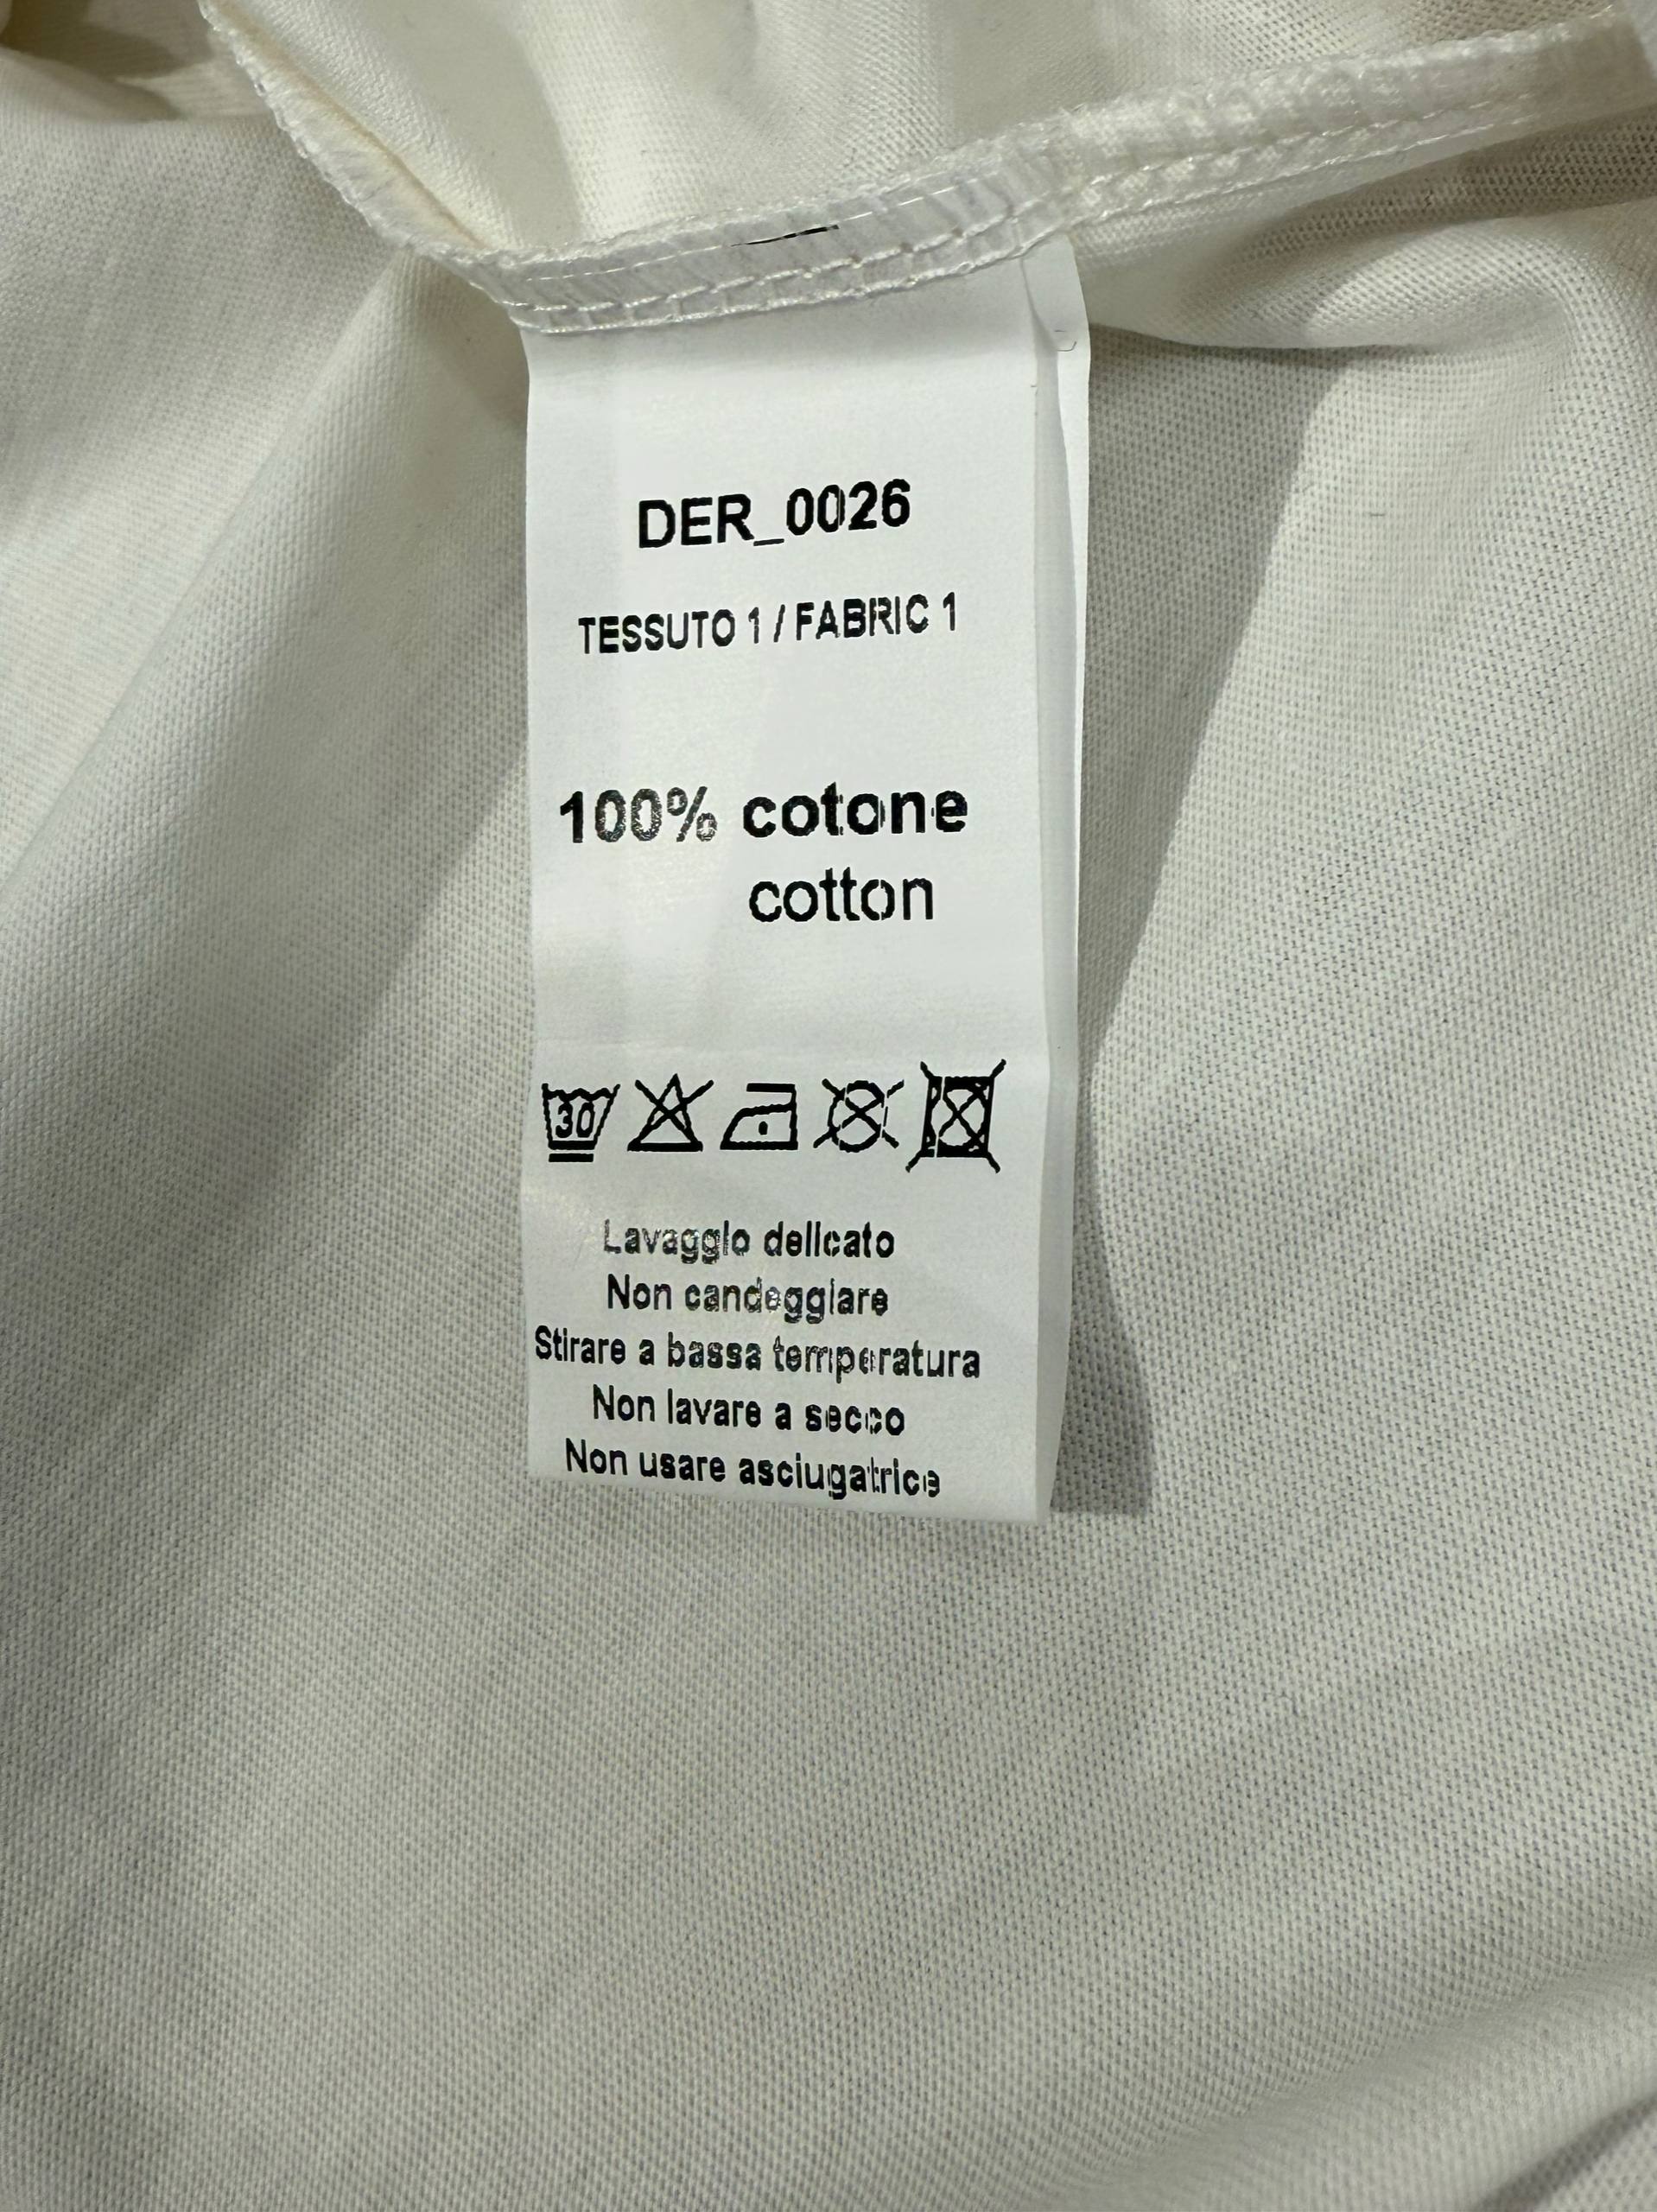 DER_0026
TESSUTO 1 / FABRIC 1
100% cotone
cotton
30
Lavaggio delicato
Non candeggiare
Stirare a bassa temperatura
Non lavare a secco
Non usare asciugatrice